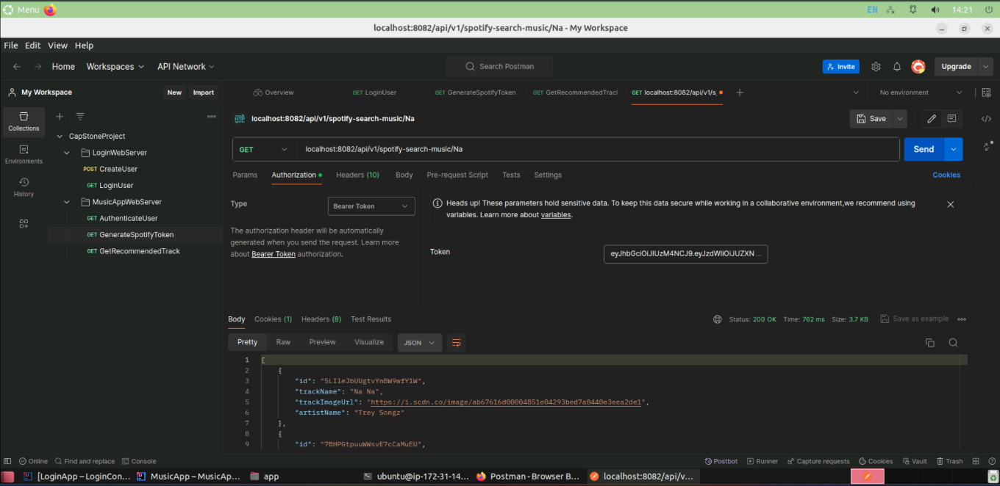 Menu EN 14:21
localhost:8082/api/v1/spotify-search-music/Na - My Workspace
File Edit View Help
Home Workspaces API Network Search Postman Invite Upgrade
My Workspace New Import Overview GET LoginUser GET GenerateSpotifyToken GET GetRecommendedTracl GET localhost:8082/api/v1/s, No environment
Collections
Environments
History
CapStoneProject
LoginWebServer
POST CreateUser
GET LoginUser
MusicAppWebServer
GET AuthenticateUser
GET GenerateSpotifyToken
GET GetRecommendedTrack
HTTP localhost:8082/api/v1/spotify-search-music/Na Save
GET localhost:8082/api/v1/spotify-search-music/Na Send
Params Authorization Headers (10) Body Pre-request Script Tests Settings Cookies
Type Bearer Token
The authorization header will be automatically
generated when you send the request. Learn more
about Bearer Token authorization.
Heads up! These parameters hold sensitive data. To keep this data secure while working in a collaborative environment,we recommend using
variables. Learn more about variables.
Token eyJhbGciOiJIUzM4NCJ9.eyJzdWIiOiJUZXN ...
Body Cookies (1) Headers (8) Test Results Status: 200 OK Time: 762 ms Size: 3.7 KB Save as example
Pretty Raw Preview Visualize JSON
1 [
2 {
3 "id": "5LIleJbUUgtvYnBW9wfY1W",
4 "trackName": "Na Na",
5 "trackImageUrl": "https://i.scdn.co/image/ab67616d00004851e04293bed7a0440e3eea2de1",
6 "artistName": "Trey Songz"
7 },
8 {
9 "id": "7BHPGtpuuWWsvE7cCaMuEU",
Online Find and replace Console Postbot Runner Capture requests Cookies Vault Trash
[LoginApp – LoginCon... MusicApp – MusicAp... app ubuntu@ip-172-31-14... Postman - Browser B... localhost:8082/api/v...